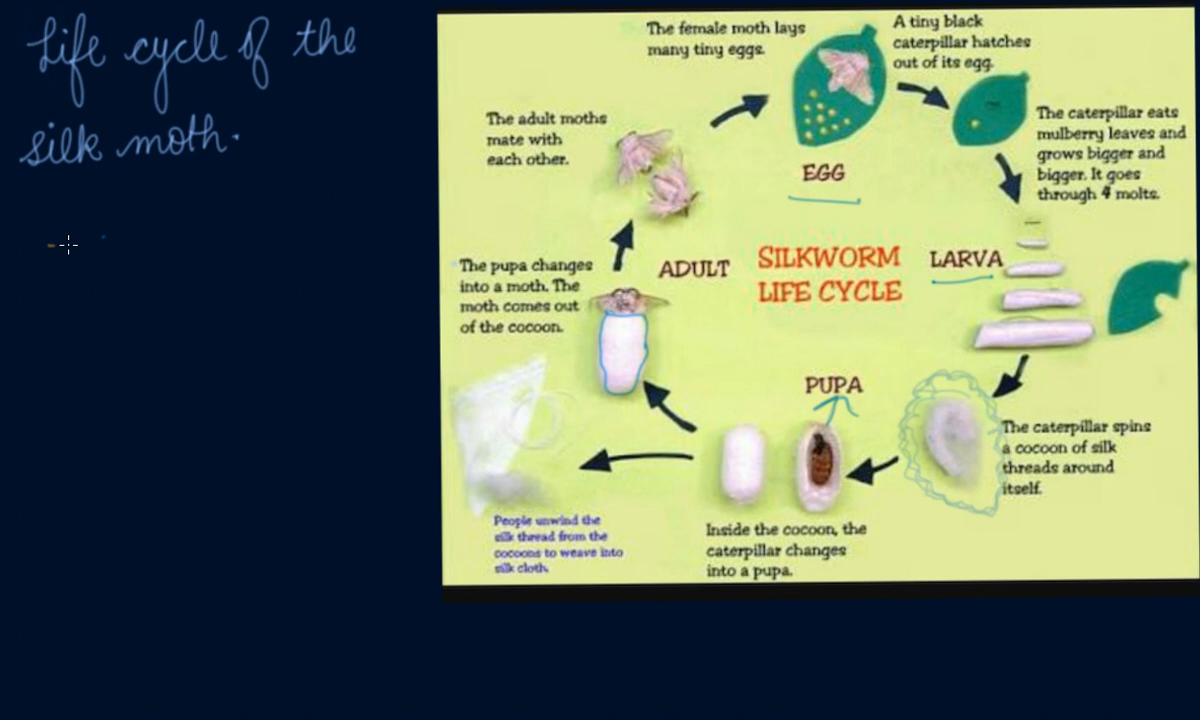 Life cycle of the
silk moth.
The female moth lays
many tiny eggs.
A tiny black
caterpillar hatches
out of its egg.
The caterpillar eats
mulberry leaves and
grows bigger and
bigger. It goes
through 4 molts.
The adult moths
mate with
each other.
EGG
The pupa changes
into a moth. The
moth comes out
of the cocoon.
ADULT
SILKWORM
LIFE CYCLE
LARVA
PUPA
The caterpillar spins
a cocoon of silk
threads around
itself.
People unwind the
silk thread from the
cocoons to weave into
silk cloth.
Inside the cocoon, the
caterpillar changes
into a pupa.